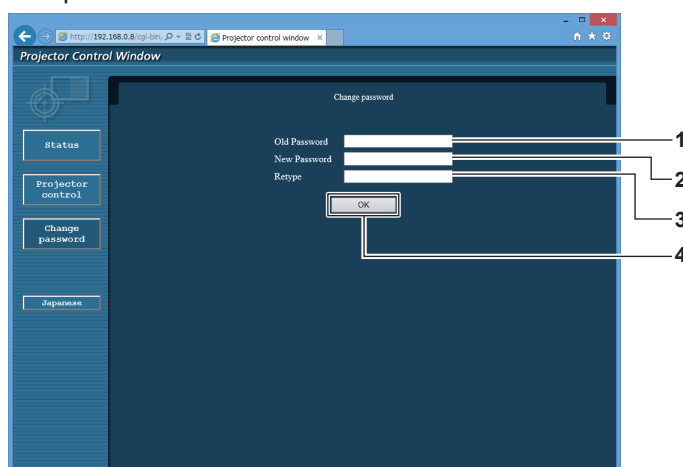 http://192.168.0.8/cgi-bin/
Projector control window
Projector Control Window
Change password
Status
Projector
control
Change
password
Japanese
Old Password
New Password
Retype
OK
1
2
3
4